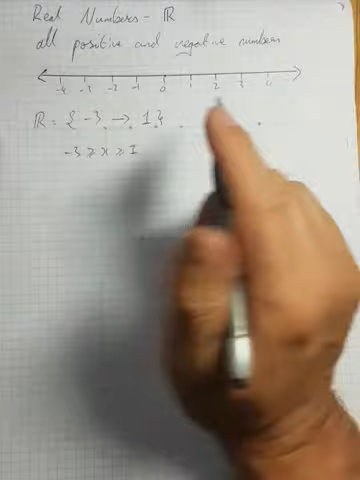 Real Numbers - ℝ
all positive and negative numbers
-4 -3 -2 -1 0 1 2 3 4
ℝ = { -3 .. → . 1 }
-3 ≥ x ≥ 1